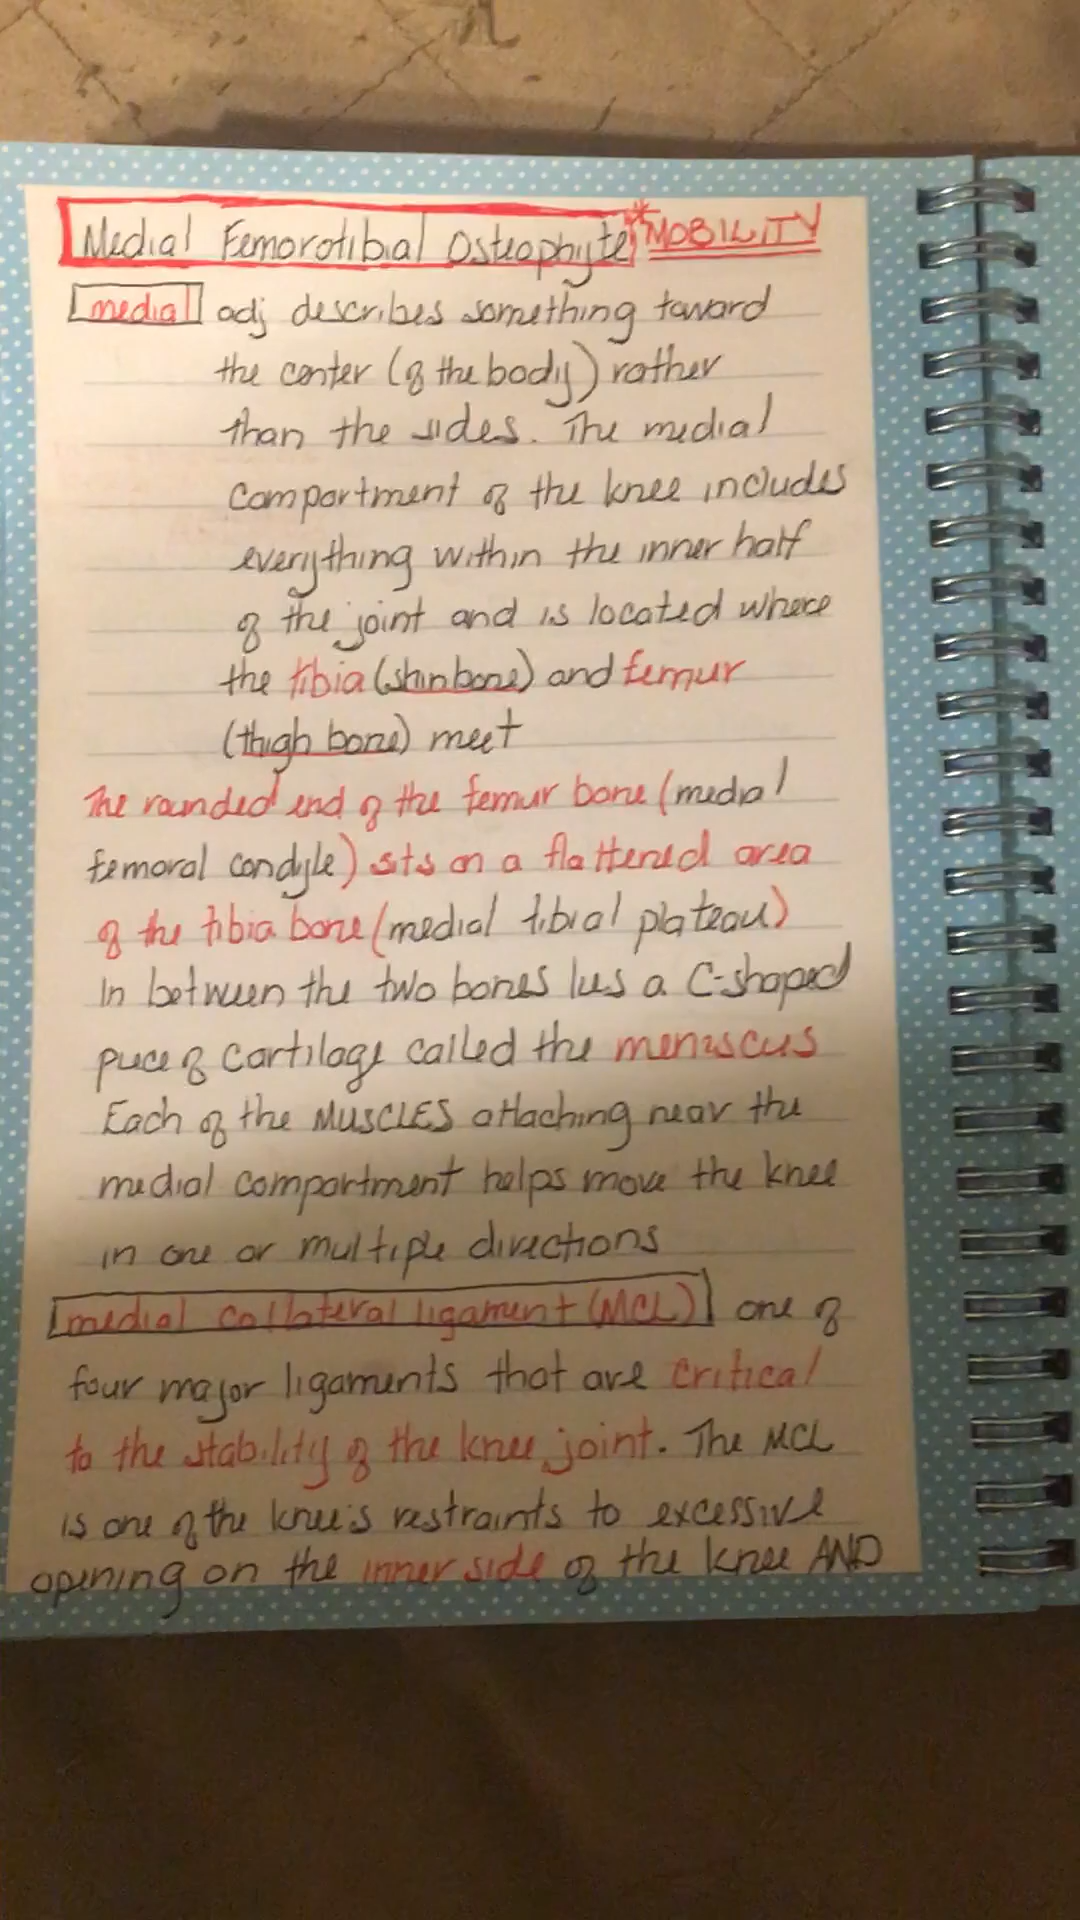 Medial Femorotibial Osteophyte *MOBILITY
medial adj describes something toward
the center (of the body) rather
than the sides. The medial
compartment of the knee includes
everything within the inner half
of the joint and is located where
the tibia (shinbone) and femur
(thigh bone) meet
The rounded end of the femur bone (medial
femoral condyle) sits on a flattened area
of the tibia bone (medial tibial plateau)
In between the two bones lies a C-shaped
piece of cartilage called the meniscus
Each of the MUSCLES attaching near the
medial compartment helps move the knee
in one or multiple directions
medial collateral ligament (MCL) one of
four major ligaments that are critical
to the stability of the knee joint. The MCL
is one of the knee's restraints to excessive
opening on the inner side of the knee AND